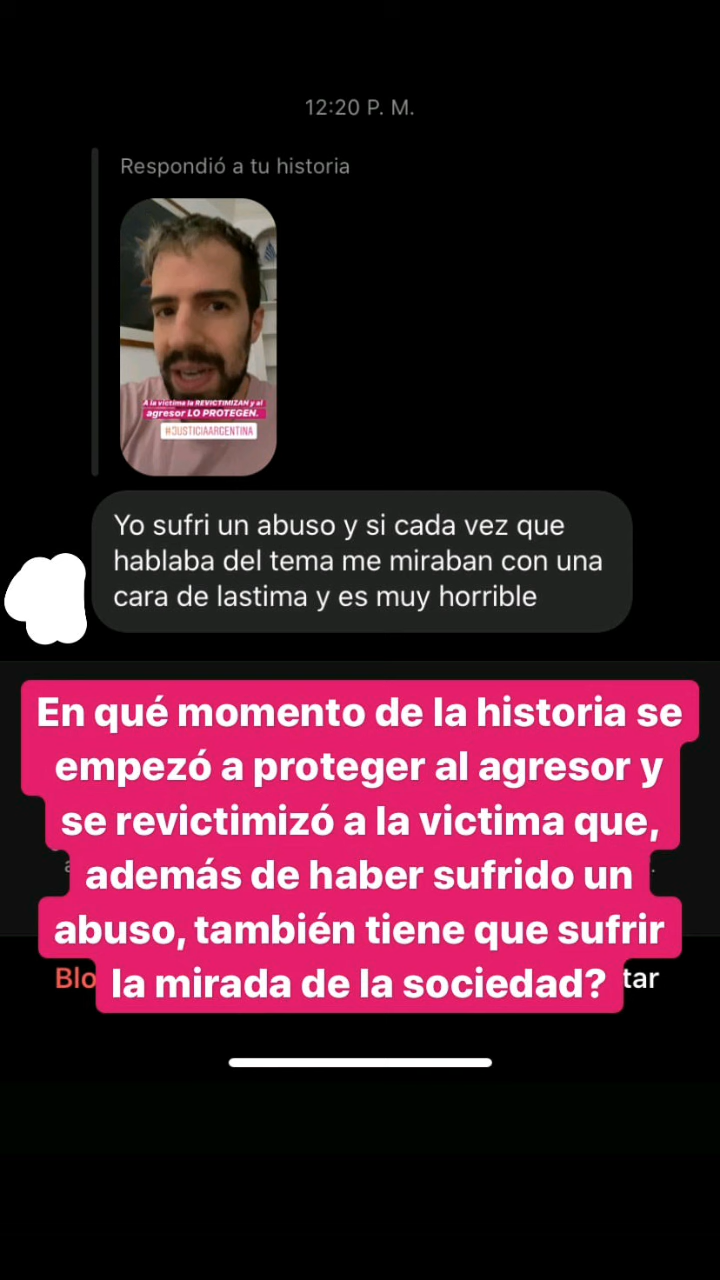 12:20 P. M.
Respondió a tu historia
A la víctima la REVICTIMIZAN y al
agresor LO PROTEGEN.
#JUSTICIAARGENTINA
Yo sufri un abuso y si cada vez que
hablaba del tema me miraban con una
cara de lastima y es muy horrible
En qué momento de la historia se
empezó a proteger al agresor y
se revictimizó a la victima que,
además de haber sufrido un
abuso, también tiene que sufrir
la mirada de la sociedad?
Blo
tar